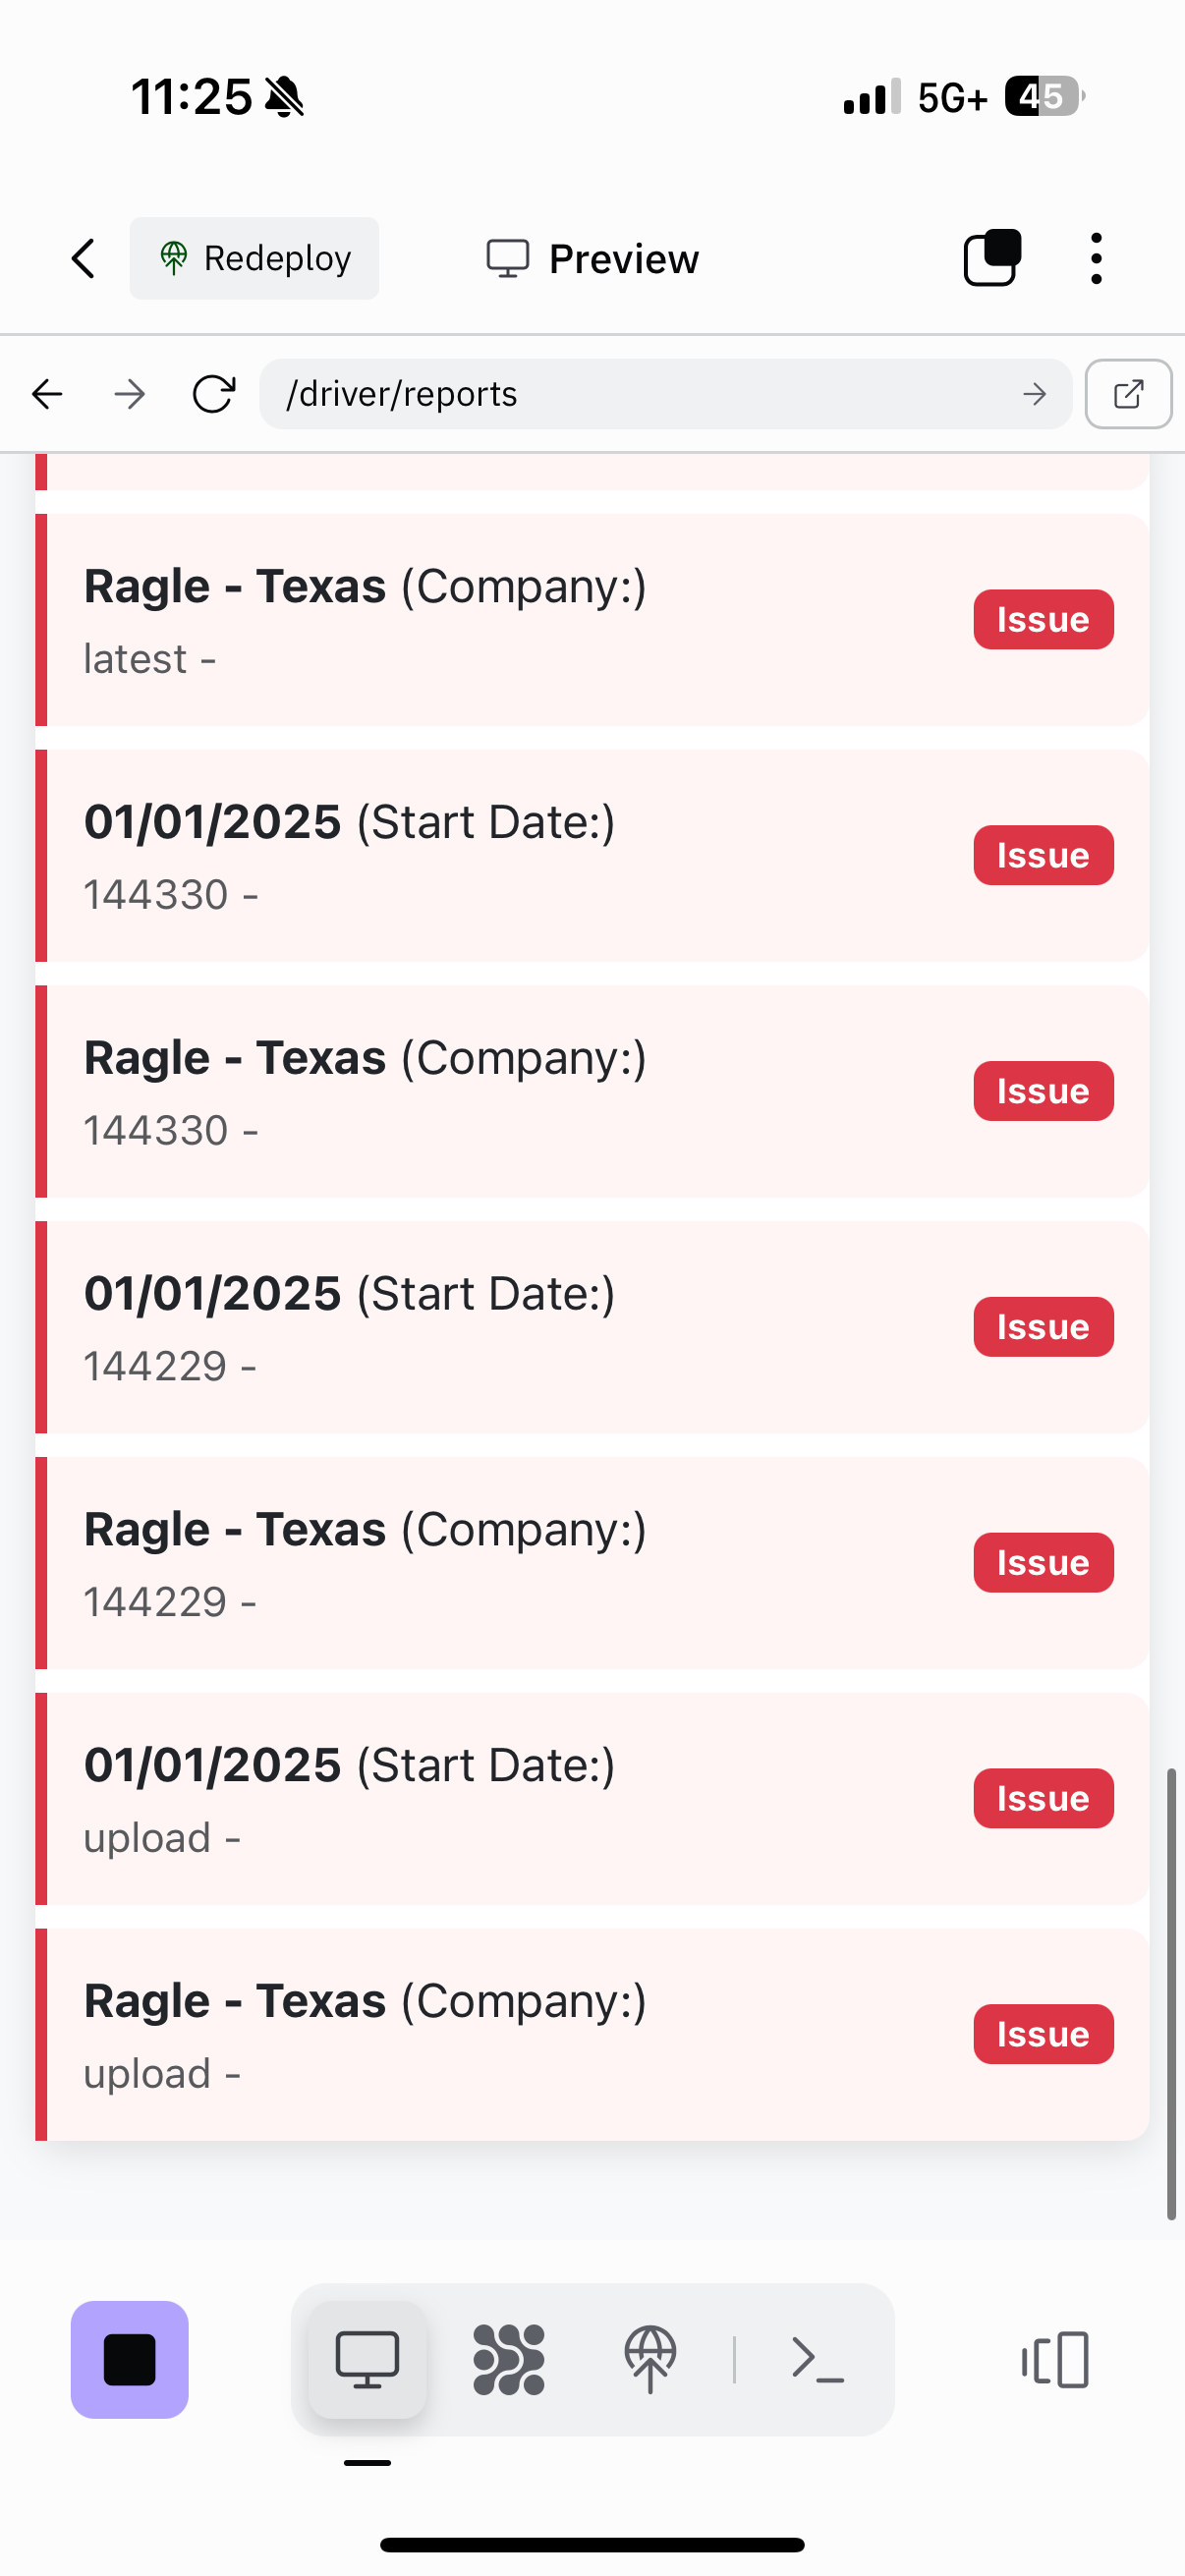 11:25
5G+
45
Redeploy
Preview
/driver/reports
Ragle - Texas (Company:)
latest -
Issue
01/01/2025 (Start Date:)
144330 -
Issue
Ragle - Texas (Company:)
144330 -
Issue
01/01/2025 (Start Date:)
144229 -
Issue
Ragle - Texas (Company:)
144229 -
Issue
01/01/2025 (Start Date:)
upload -
Issue
Ragle - Texas (Company:)
upload -
Issue